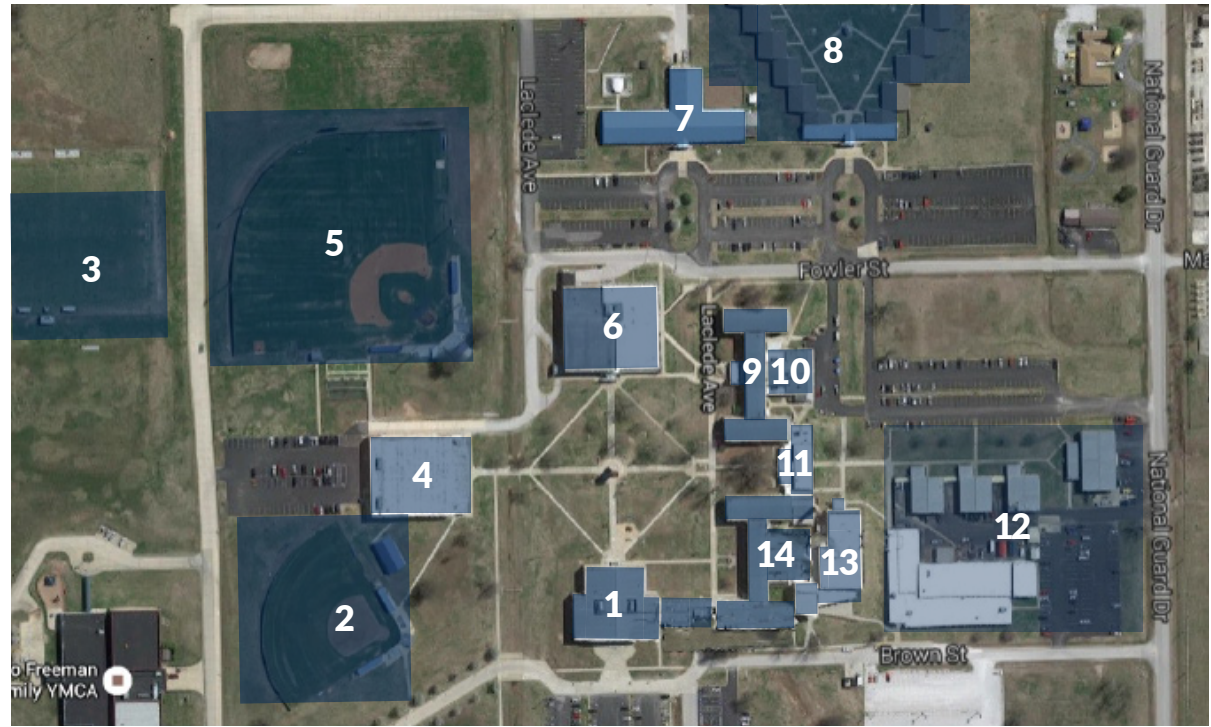 8
7
Laclede Ave
National Guard Dr
5
3
Fowler St
Ma
6
Laclede Ave
9
10
4
11
National Guard Dr
12
14
13
1
2
Brown St
o Freeman
mily YMCA